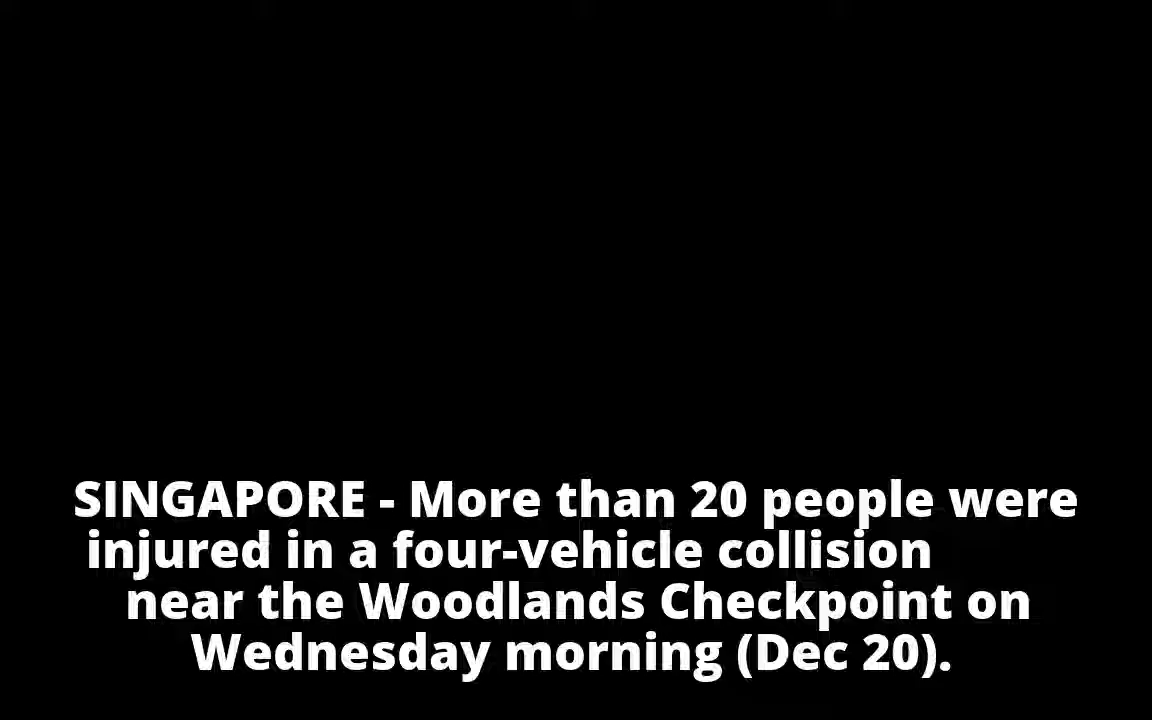 SINGAPORE - More than 20 people were
injured in a four-vehicle collision
near the Woodlands Checkpoint on
Wednesday morning (Dec 20).